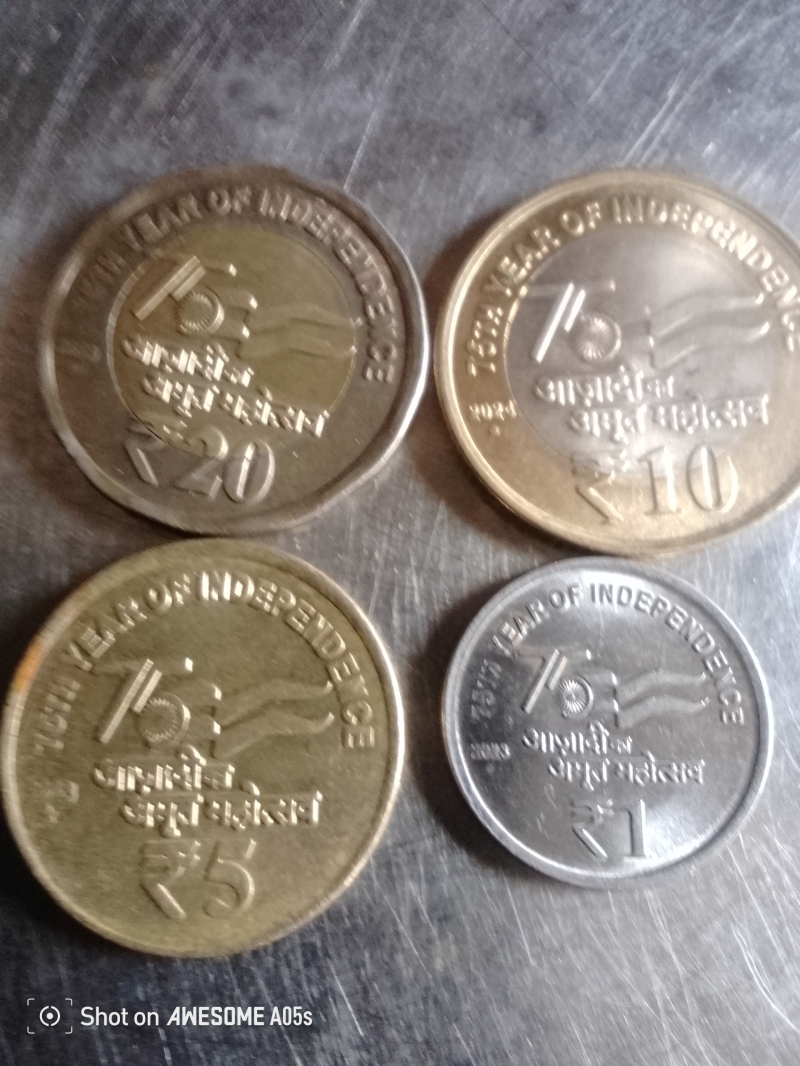 75TH YEAR OF INDEPENDENCE
75
आज़ादी का
अमृत महोत्सव
₹20
75TH YEAR OF INDEPENDENCE
75
आज़ादी का
अमृत महोत्सव
₹10
75TH YEAR OF INDEPENDENCE
75
आज़ादी का
अमृत महोत्सव
₹5
75TH YEAR OF INDEPENDENCE
75
2023
आज़ादी का
अमृत महोत्सव
₹1
Shot on AWESOME A05s